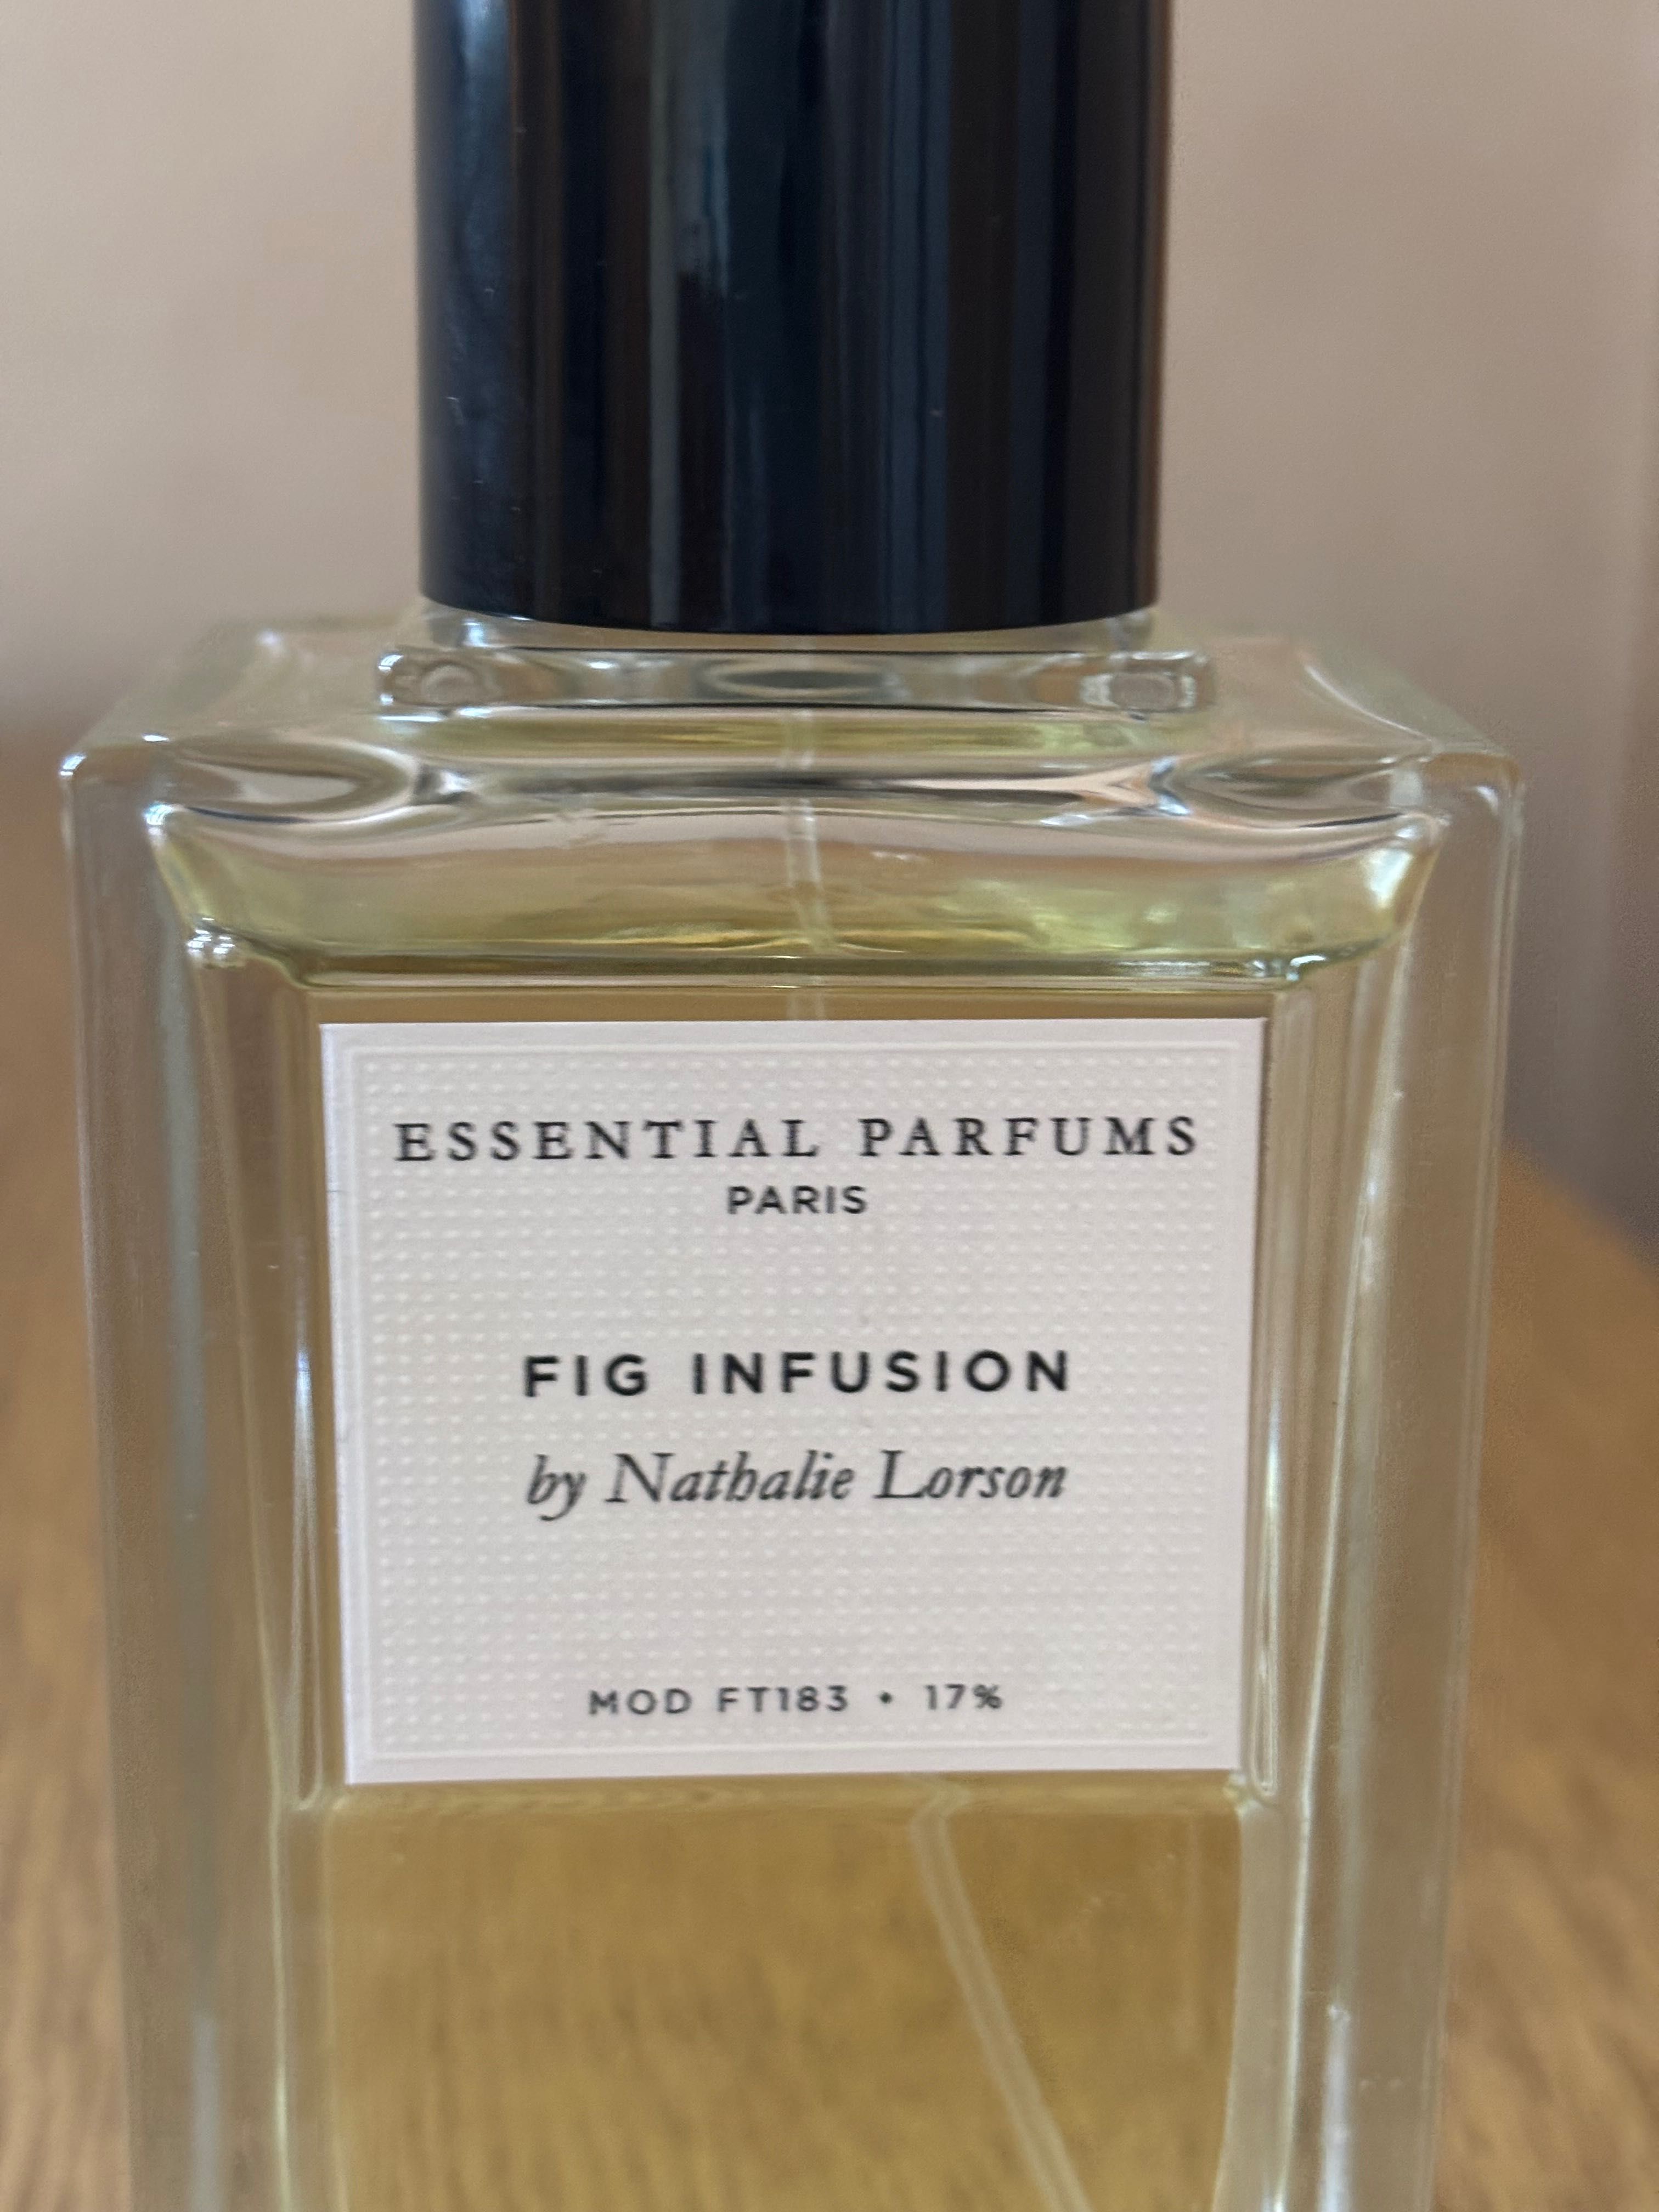 ESSENTIAL PARFUMS
PARIS
FIG INFUSION
by Nathalie Lorson
MOD FT183 • 17%